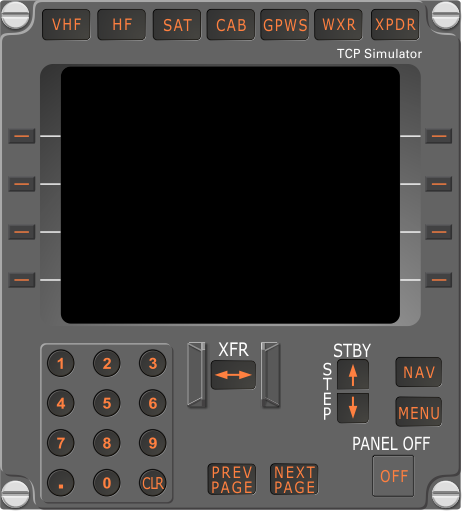 VHF HF SAT CAB GPWS WXR XPDR
TCP Simulator
XFR
STBY
STEP
1 2 3
NAV
4 5 6
MENU
7 8 9
PANEL OFF
. 0 CLR
PREV
PAGE
NEXT
PAGE
OFF